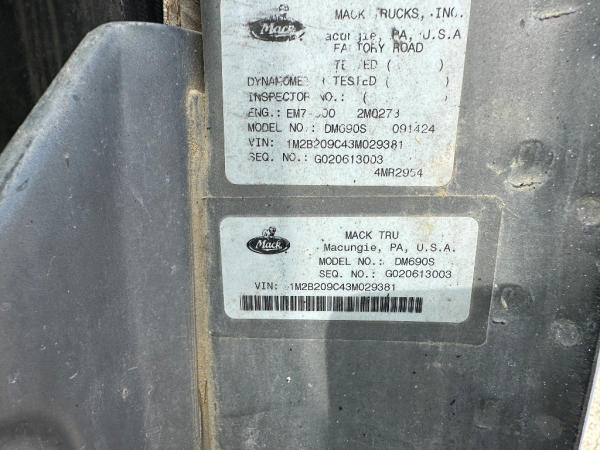 Mack
MACK TRUCKS, INC.
Macungie, PA, U.S.A
FACTORY ROAD
TESTED ( )
TESTED ( )
INSPECTOR NO.: (
ENG.: 2M0273
MODEL NO.: DM690S 091424
VIN: 1M2B209C43M029381
SEQ. NO.: G020613003
4MR2954
Mack
MACK TRU
Macungie, PA, U.S.A.
MODEL NO.: DM690S
SEQ. NO.: G020613003
VIN: 1M2B209C43M029381